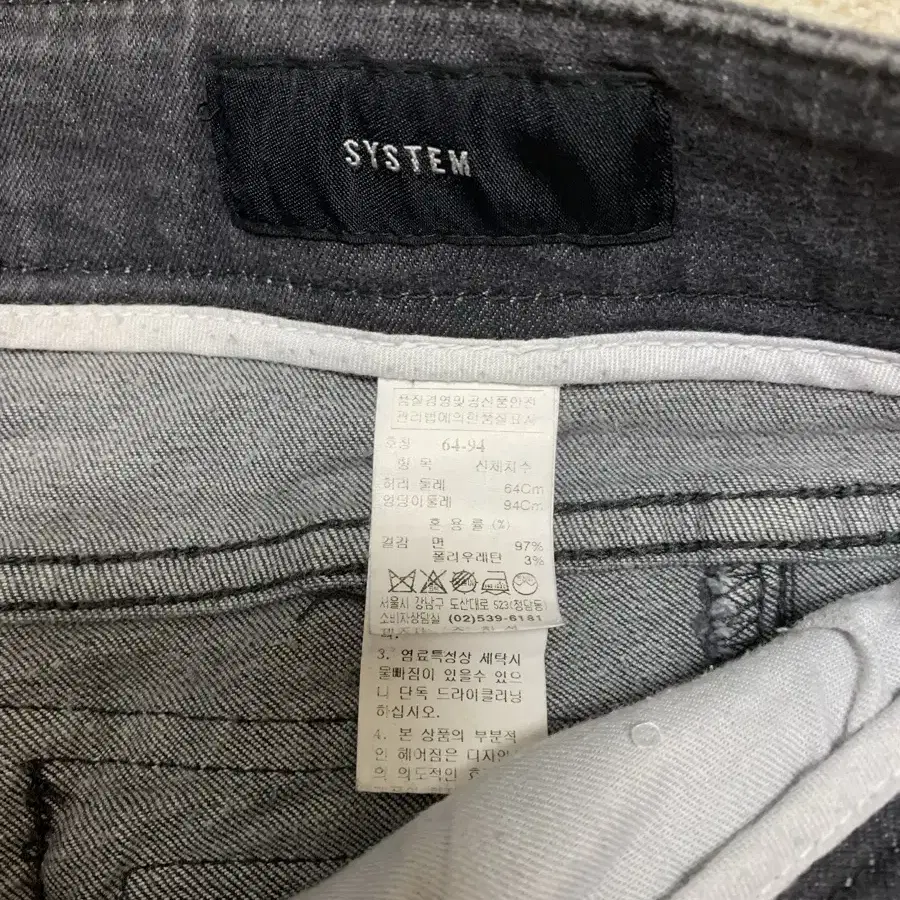 SYSTEM
품질경영및공산품안전
관리법에의한품질표시
호칭 64-94
항 목 신체치수
허리 둘레 64Cm
엉덩이둘레 94Cm
혼 용 률 (%)
겉감 면 97%
폴리우레탄 3%
서울시 강남구 도산대로 523(청담동)
소비자상담실 (02)539-6181
3. 염료특성상 세탁시
물빠짐이 있을수 있으
니 단독 드라이클리닝
하십시오.
4. 본 상품의 부분적
인 헤어짐은 디자인
의 의도적인